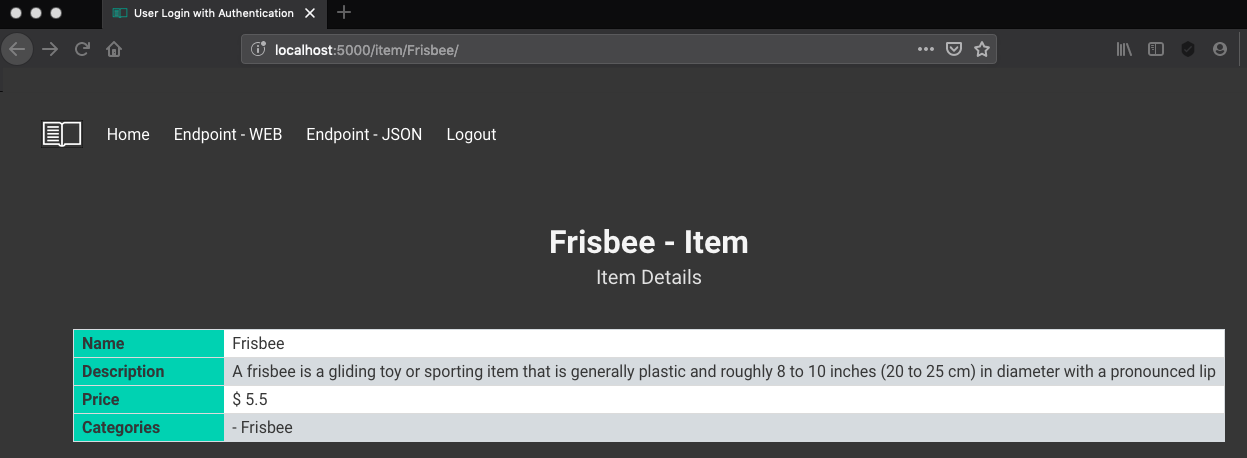 User Login with Authentication
localhost:5000/item/Frisbee/
Home Endpoint - WEB Endpoint - JSON Logout
Frisbee - Item
Item Details
Name Frisbee
Description A frisbee is a gliding toy or sporting item that is generally plastic and roughly 8 to 10 inches (20 to 25 cm) in diameter with a pronounced lip
Price $ 5.5
Categories - Frisbee